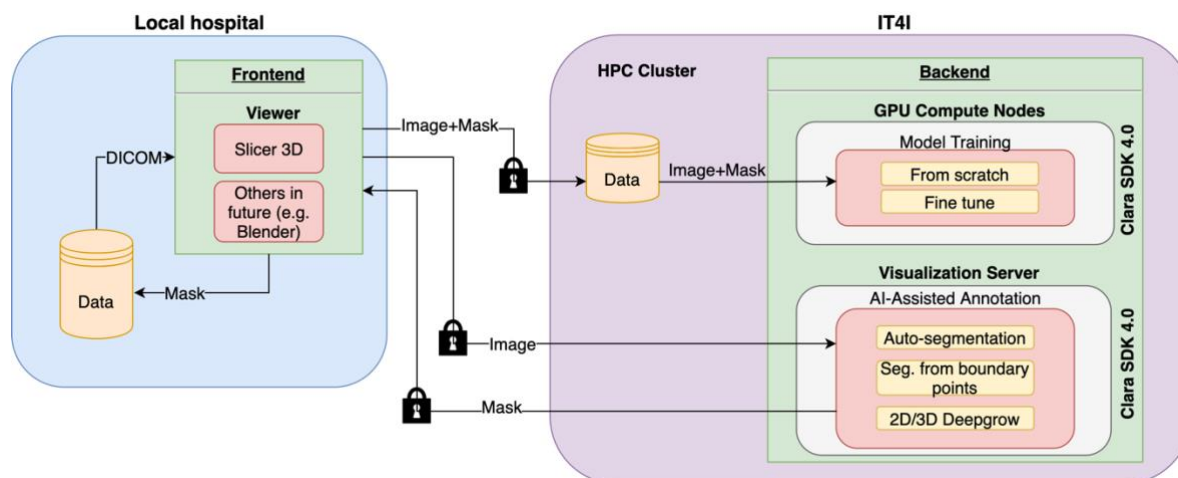 Local hospital
IT4I
Frontend
Viewer
Slicer 3D
Others in
future (e.g.
Blender)
DICOM
Data
Mask
Image+Mask
Image
Mask
HPC Cluster
Data
Image+Mask
Backend
GPU Compute Nodes
Model Training
From scratch
Fine tune
Clara SDK 4.0
Visualization Server
AI-Assisted Annotation
Auto-segmentation
Seg. from boundary
points
2D/3D Deepgrow
Clara SDK 4.0